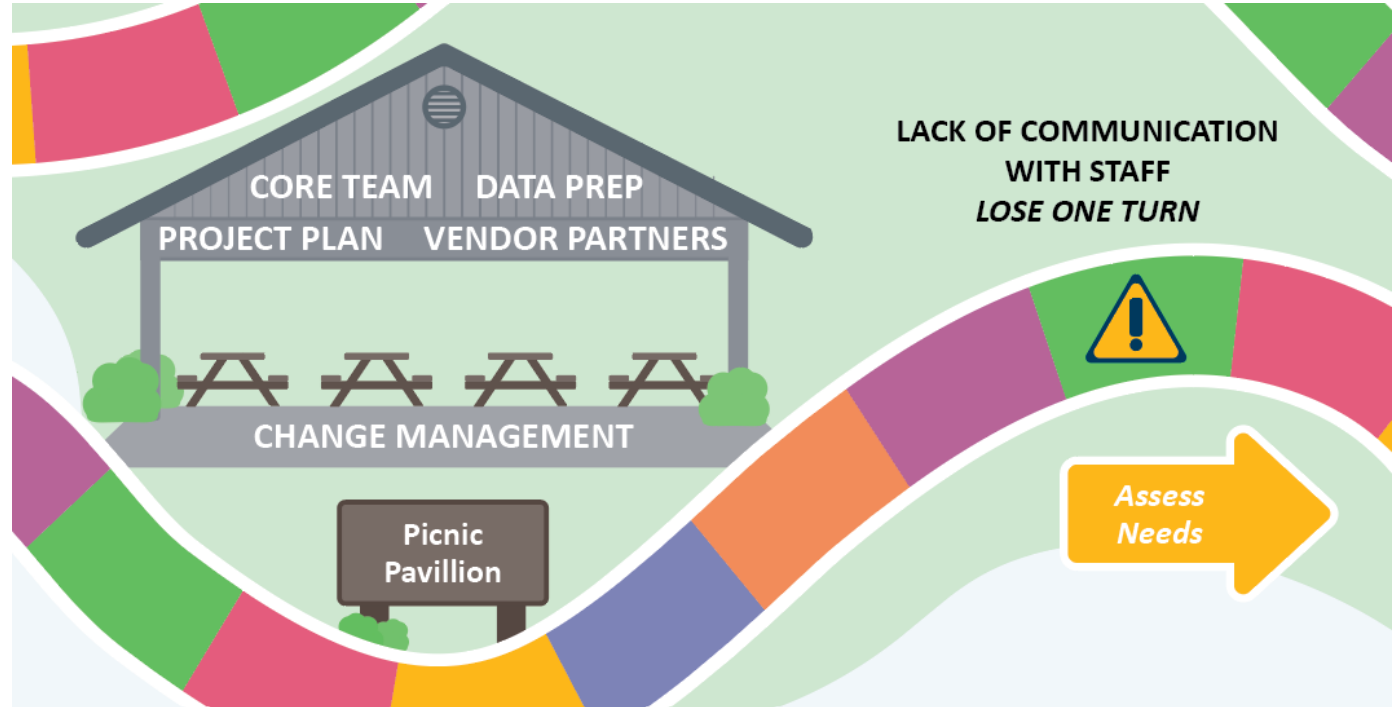 CORE TEAM DATA PREP
PROJECT PLAN VENDOR PARTNERS
CHANGE MANAGEMENT
Picnic
Pavillion
LACK OF COMMUNICATION
WITH STAFF
LOSE ONE TURN
Assess
Needs